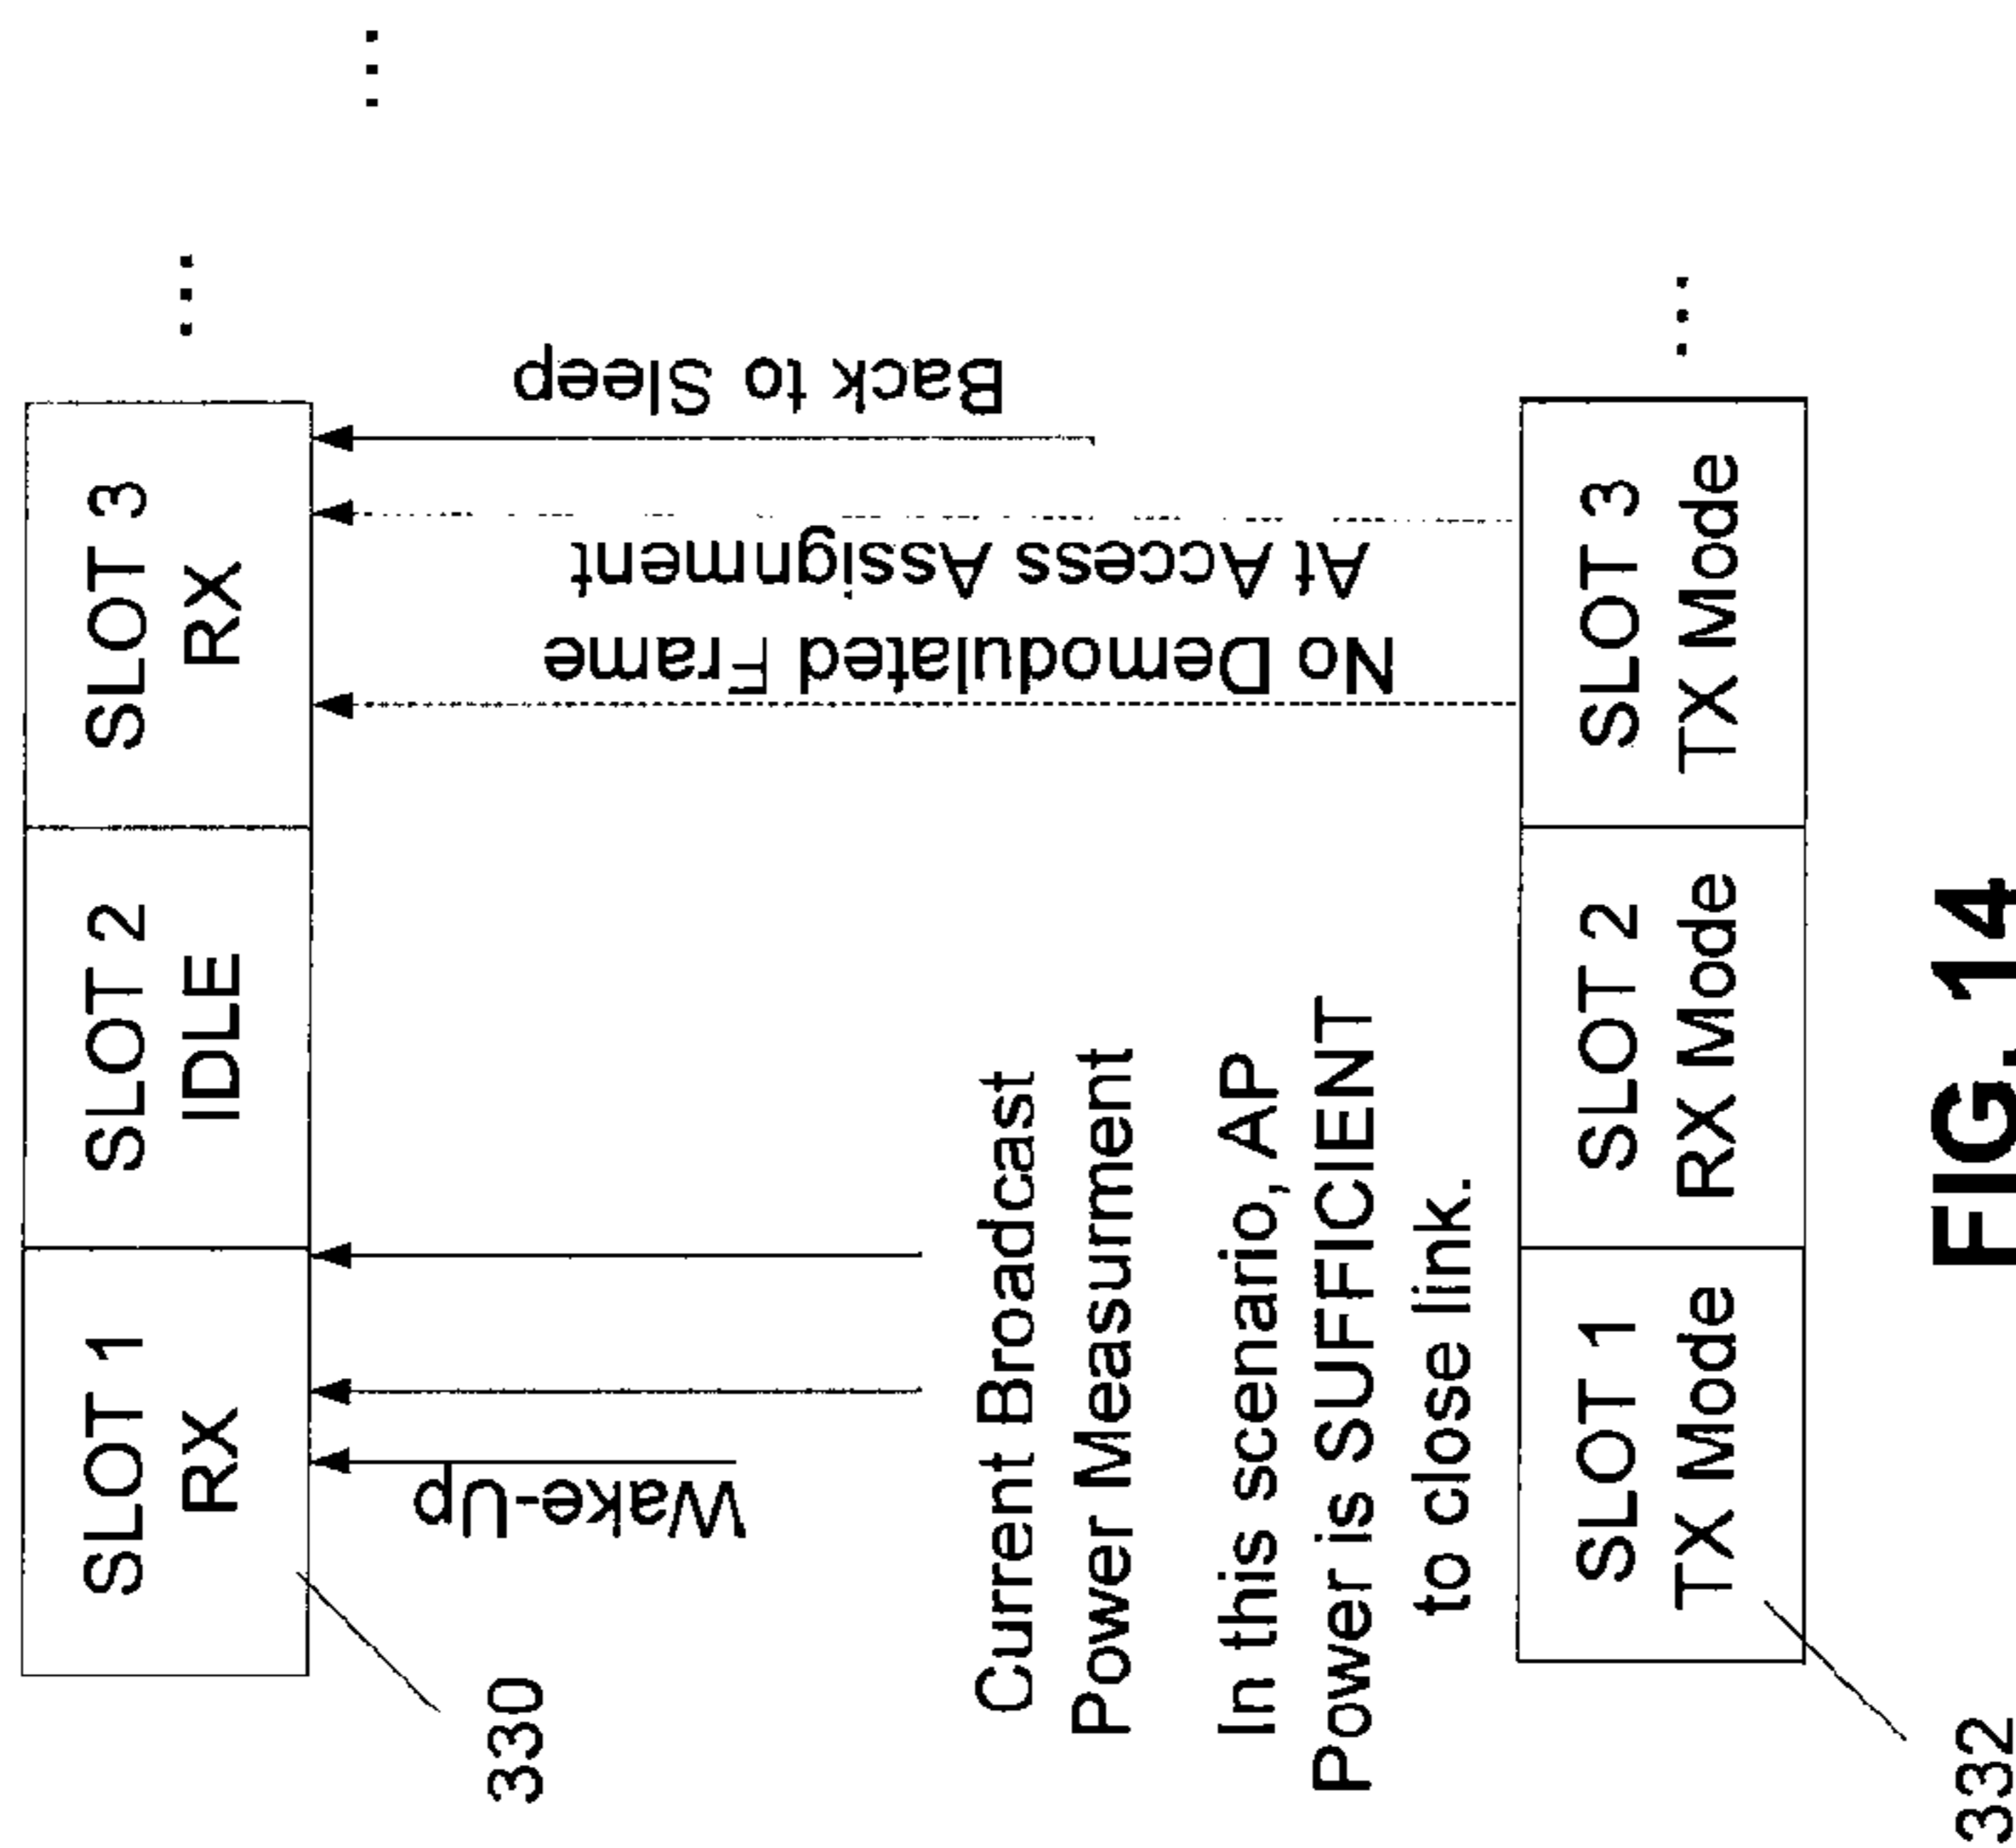 SLOT 1
RX
SLOT 2
IDLE
SLOT 3
RX
...
...
330
Wake-Up
Current Broadcast
Power Measurment
In this scenario, AP
Power is SUFFICIENT
to close link.
No Demodulated Frame
At Access Assignment
Back to Sleep
SLOT 1
TX Mode
SLOT 2
RX Mode
SLOT 3
TX Mode
...
332
FIG. 14